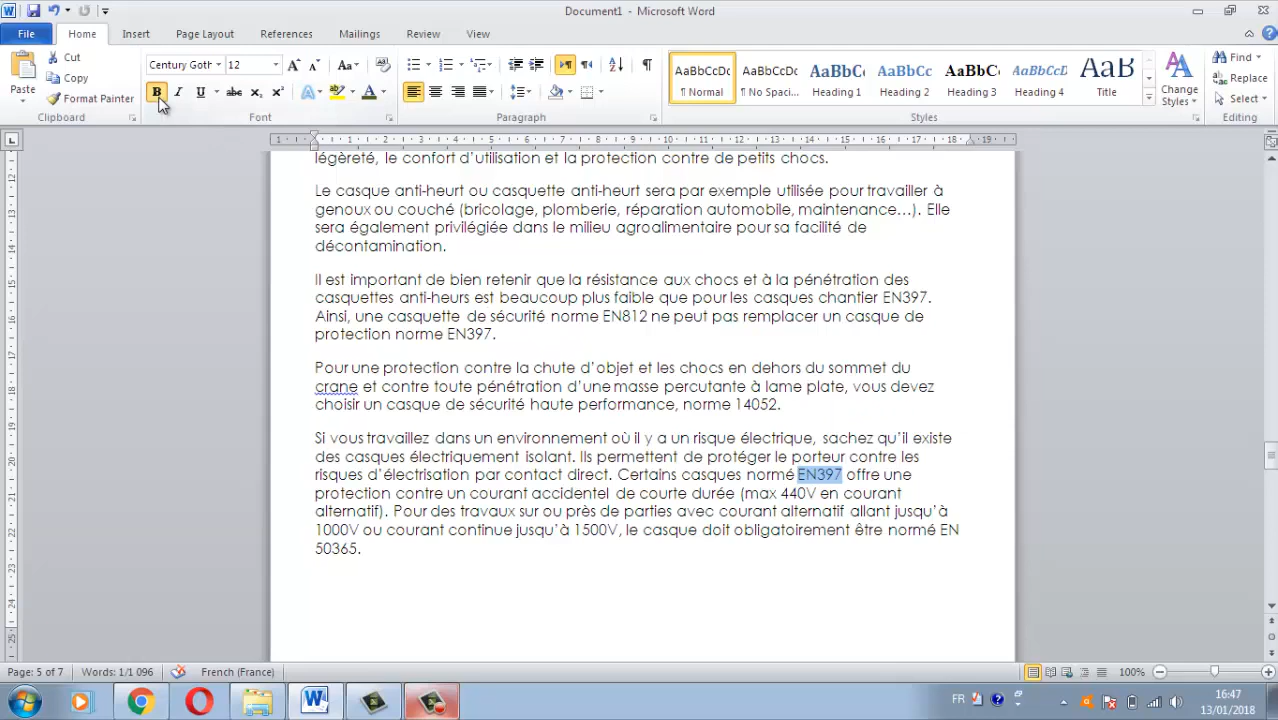 Document1 - Microsoft Word
File Home Insert Page Layout References Mailings Review View
Paste
Cut
Copy
Format Painter
Clipboard
Century Goth 12
Font
Paragraph
AaBbCcDc AaBbCcDc AaBbCc AaBbCc AaBbCc AaBbCcI AaB
¶ Normal ¶ No Spaci... Heading 1 Heading 2 Heading 3 Heading 4 Title
Change Styles
Styles
Find
Replace
Select
Editing
légèreté, le confort d'utilisation et la protection contre de petits chocs.
Le casque anti-heurt ou casquette anti-heurt sera par exemple utilisée pour travailler à
genoux ou couché (bricolage, plomberie, réparation automobile, maintenance…). Elle
sera également privilégiée dans le milieu agroalimentaire pour sa facilité de
décontamination.
Il est important de bien retenir que la résistance aux chocs et à la pénétration des
casquettes anti-heurs est beaucoup plus faible que pour les casques chantier EN397.
Ainsi, une casquette de sécurité norme EN812 ne peut pas remplacer un casque de
protection norme EN397.
Pour une protection contre la chute d'objet et les chocs en dehors du sommet du
crane et contre toute pénétration d'une masse percutante à lame plate, vous devez
choisir un casque de sécurité haute performance, norme 14052.
Si vous travaillez dans un environnement où il y a un risque électrique, sachez qu'il existe
des casques électriquement isolant. Ils permettent de protéger le porteur contre les
risques d'électrisation par contact direct. Certains casques normé EN397 offre une
protection contre un courant accidentel de courte durée (max 440V en courant
alternatif). Pour des travaux sur ou près de parties avec courant alternatif allant jusqu'à
1000V ou courant continue jusqu'à 1500V, le casque doit obligatoirement être normé EN
50365.
Page: 5 of 7 Words: 1/1 096 French (France) 100%
FR 16:47
13/01/2018